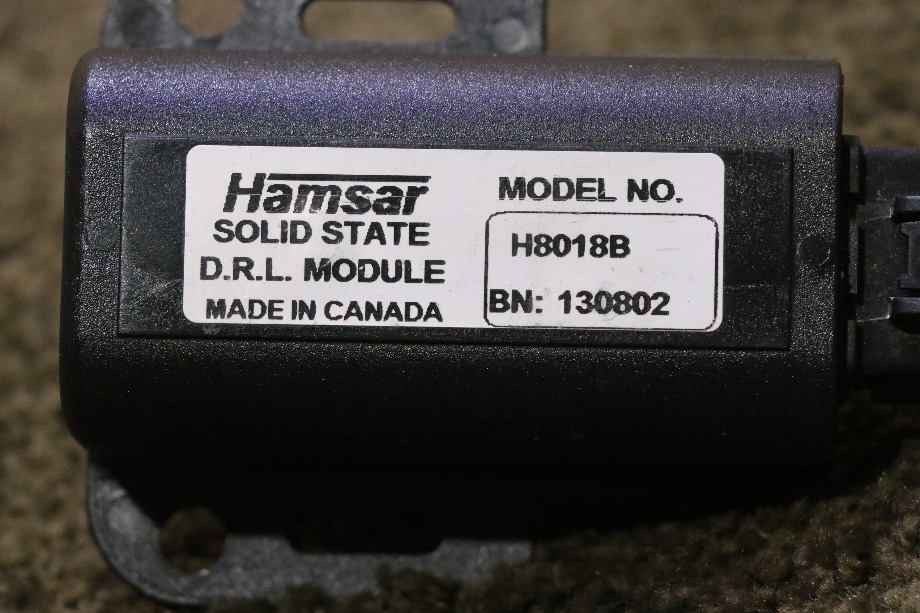 Hamsar
SOLID STATE
D.R.L. MODULE
MADE IN CANADA
MODEL NO.
H8018B
BN: 130802